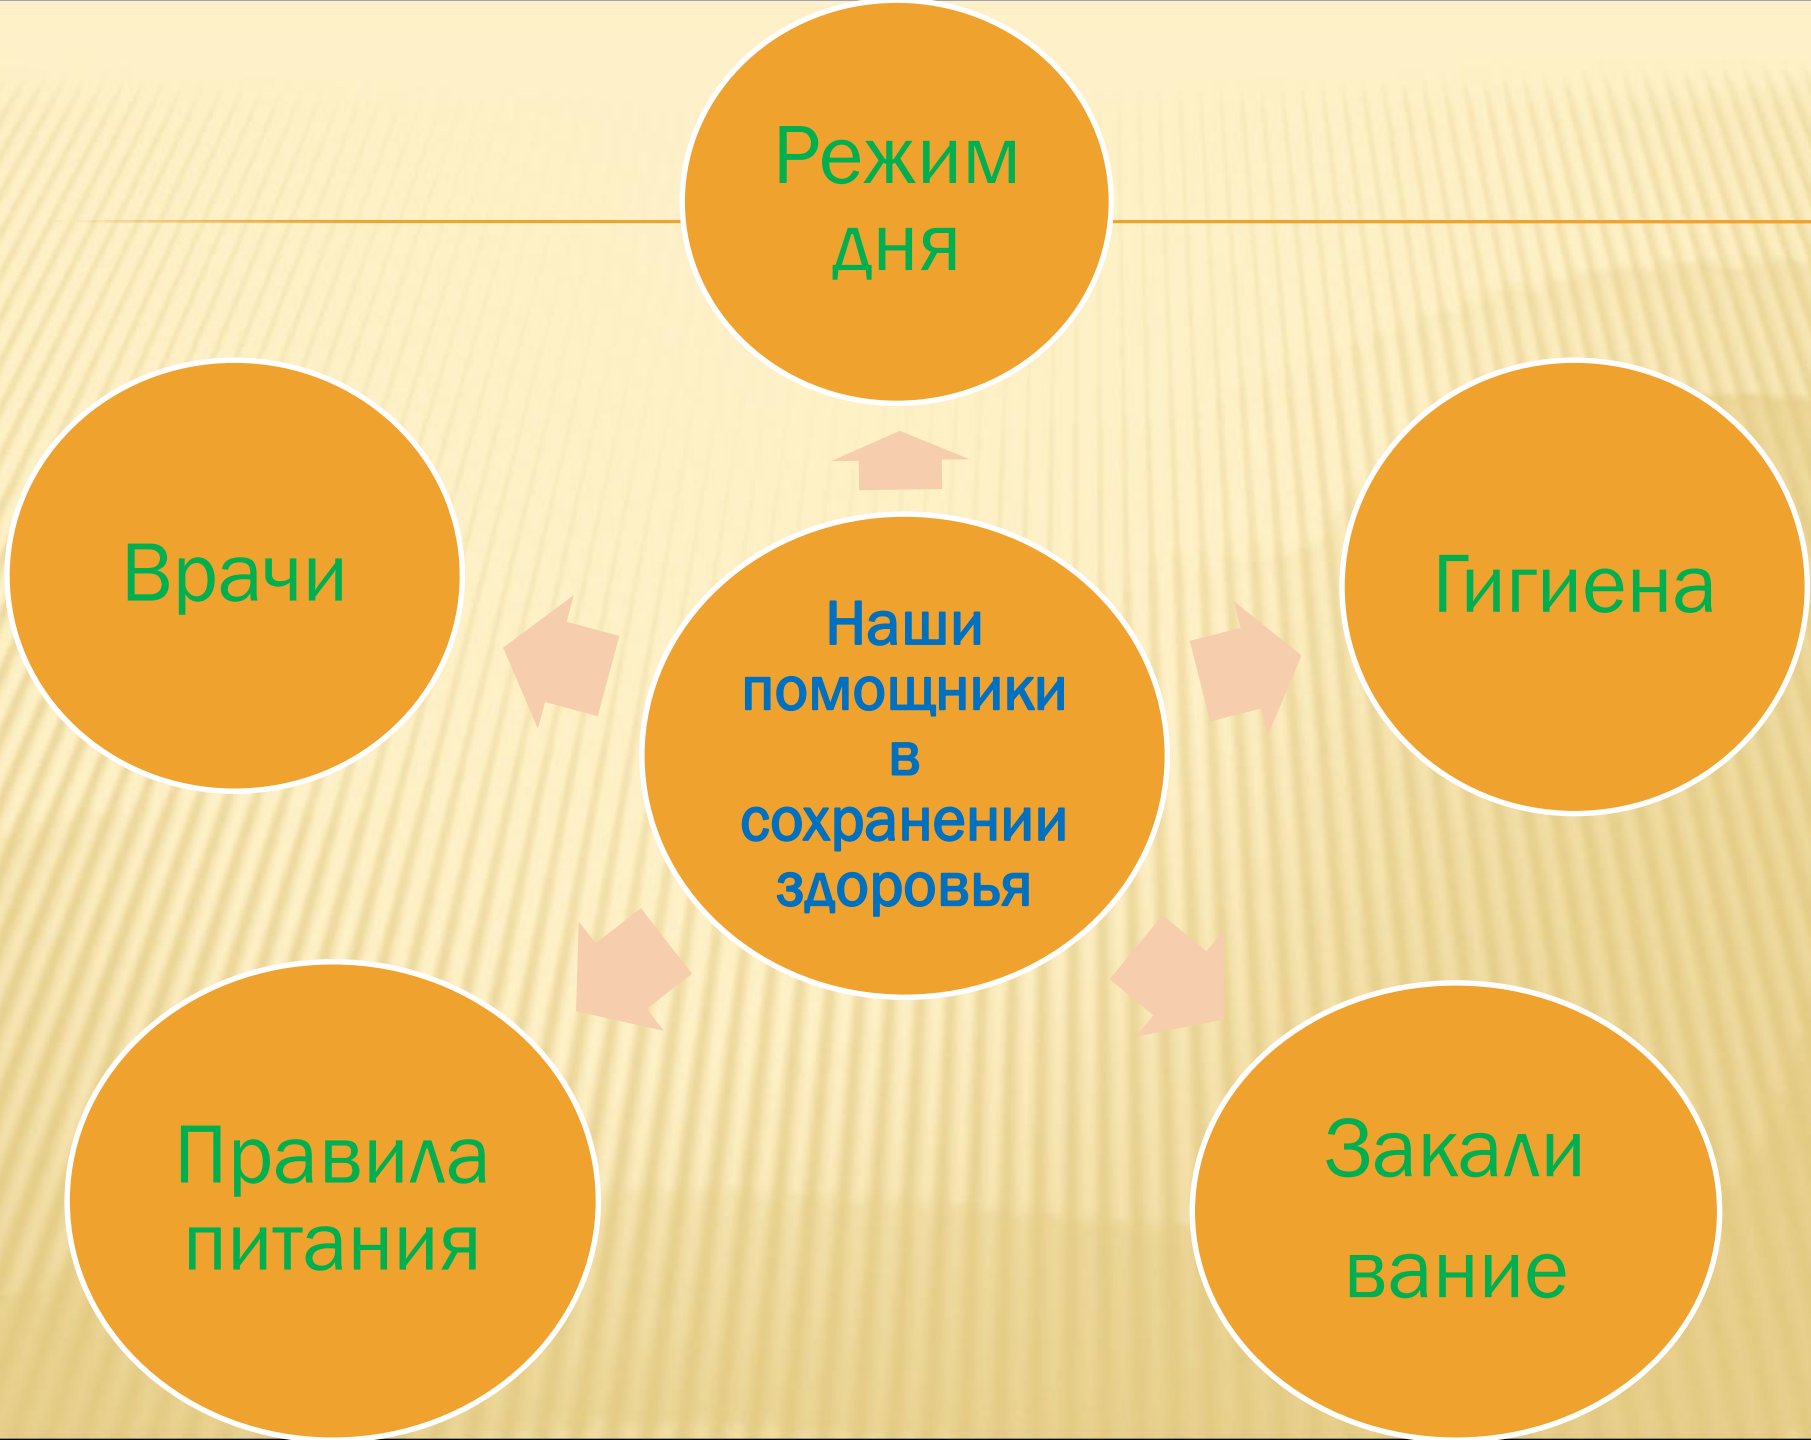 Режим
дня
Врачи
Гигиена
Наши
помощники
в
сохранении
здоровья
Правила
питания
Закали
вание